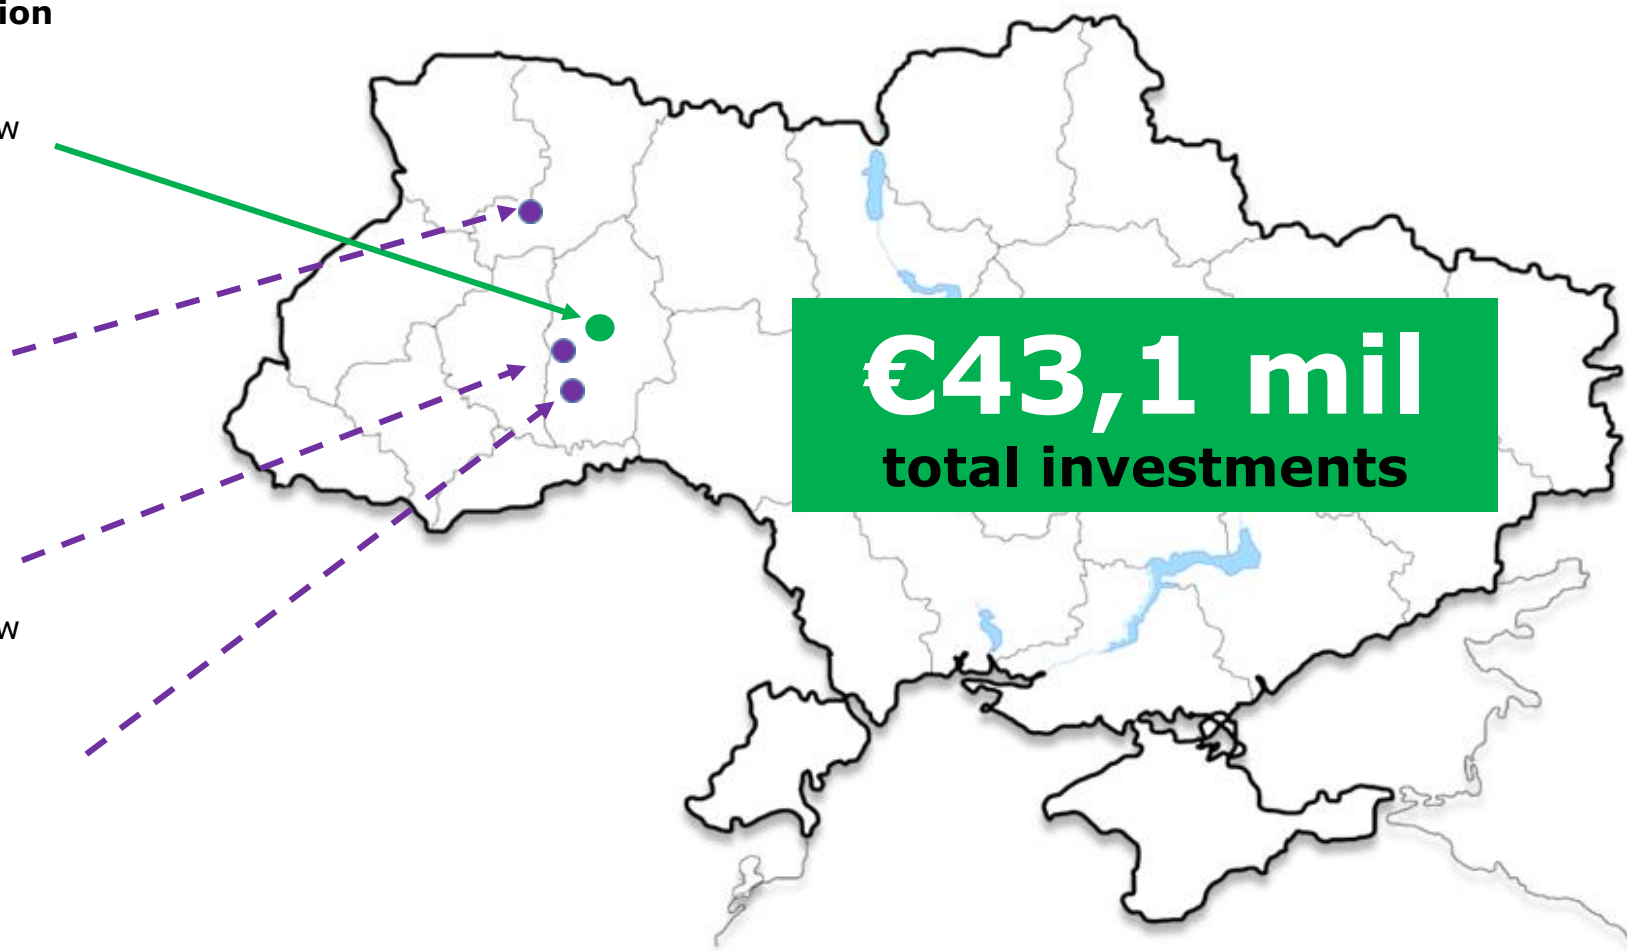 ion
w
€43,1 mil
total investments
w